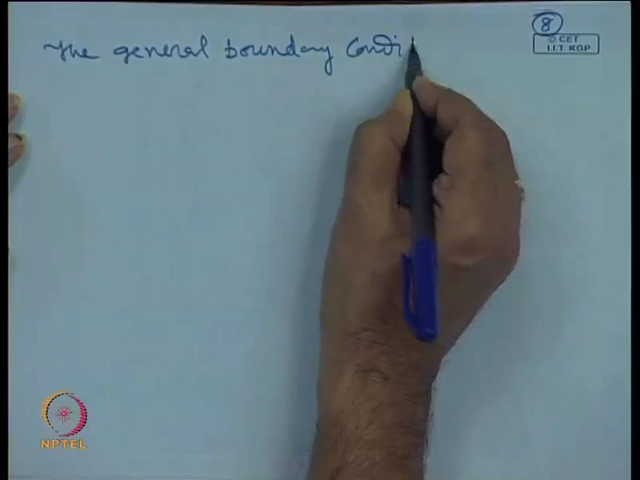 The general boundary Condi
8
© CET
I.I.T. KGP
NPTEL